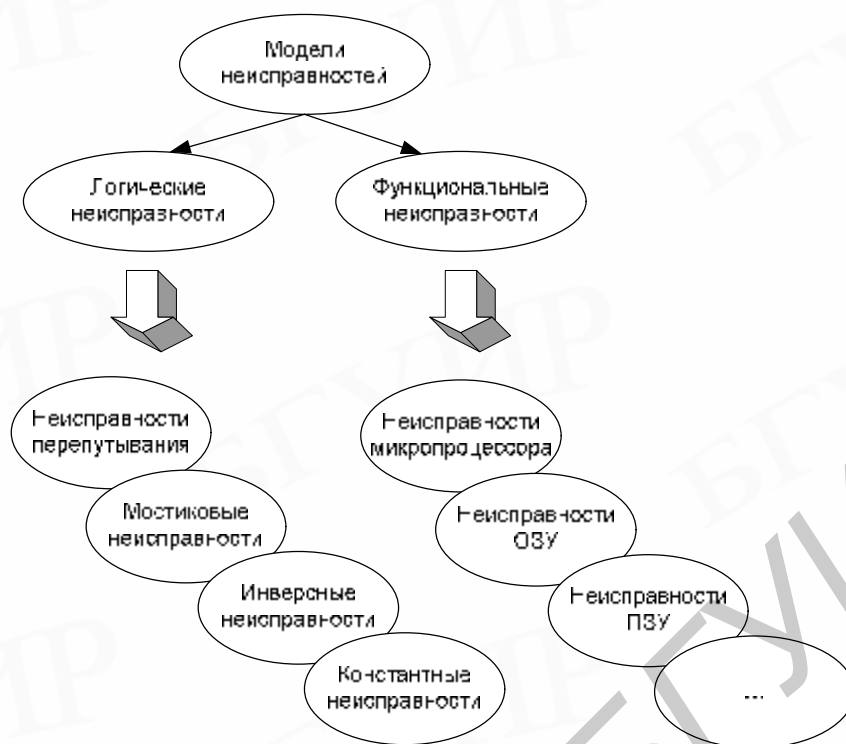 Модели
неисправностей
Логические
неисправности
Функциональные
неисправности
Неисправности
перепутывания
Мостиковые
неисправности
Инверсные
неисправности
Константные
неисправности
Неисправности
микропроцессора
Неисправности
ОЗУ
Неисправности
ПЗУ
...
БГУИР